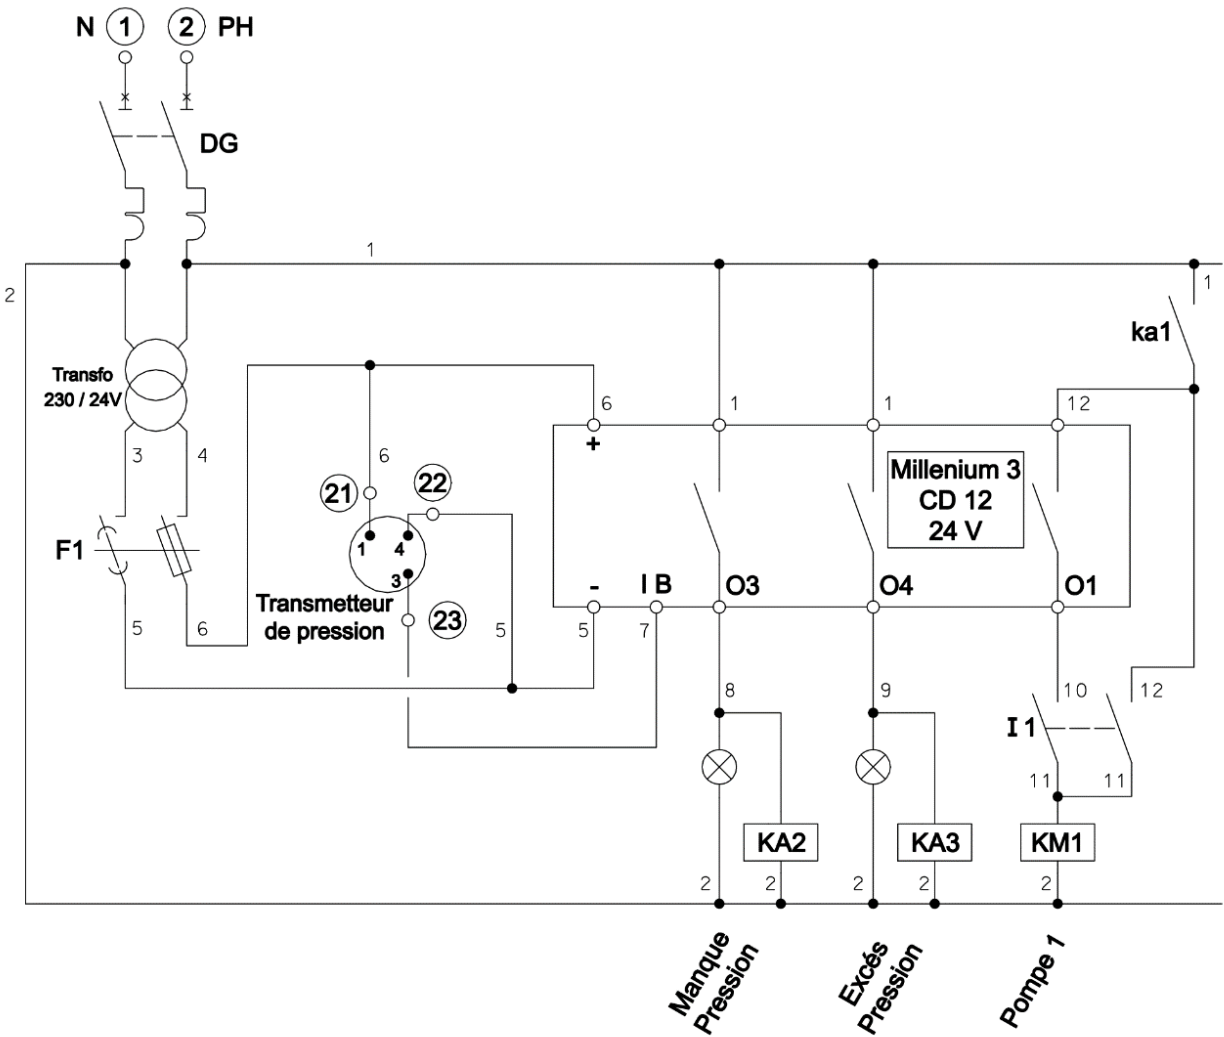 N 1 2 PH
DG
1
2
1
ka1
Transfo
230 / 24V
6
1
1
12
+
3
4
6
21
22
Millenium 3
CD 12
24 V
F1
1
4
3
- I B O3 O4 O1
Transmetteur
de pression
23
5
6
5
5
7
8
9
10
12
I1
11
11
KA2
KA3
KM1
2
2
2
2
2
Manque
Pression
Excés
Pression
Pompe 1